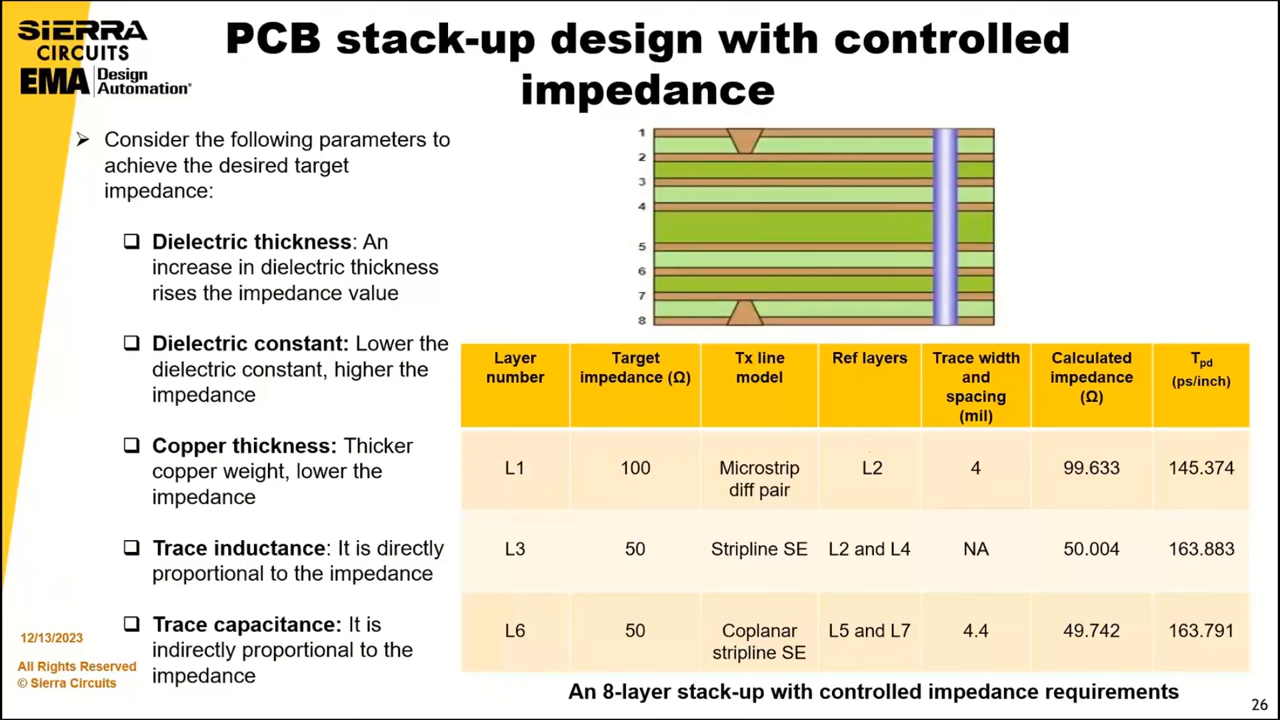 SIERRA
CIRCUITS
EMA Design
Automation®
PCB stack-up design with controlled
impedance
➢ Consider the following parameters to
achieve the desired target
impedance:
❑ Dielectric thickness: An
increase in dielectric thickness
rises the impedance value
❑ Dielectric constant: Lower the
dielectric constant, higher the
impedance
❑ Copper thickness: Thicker
copper weight, lower the
impedance
❑ Trace inductance: It is directly
proportional to the impedance
❑ Trace capacitance: It is
indirectly proportional to the
impedance
1
2
3
4
5
6
7
8
Layer number | Target impedance (Ω) | Tx line model | Ref layers | Trace width and spacing (mil) | Calculated impedance (Ω) | Tpd (ps/inch)
L1 | 100 | Microstrip diff pair | L2 | 4 | 99.633 | 145.374
L3 | 50 | Stripline SE | L2 and L4 | NA | 50.004 | 163.883
L6 | 50 | Coplanar stripline SE | L5 and L7 | 4.4 | 49.742 | 163.791
An 8-layer stack-up with controlled impedance requirements
12/13/2023
All Rights Reserved
© Sierra Circuits
26